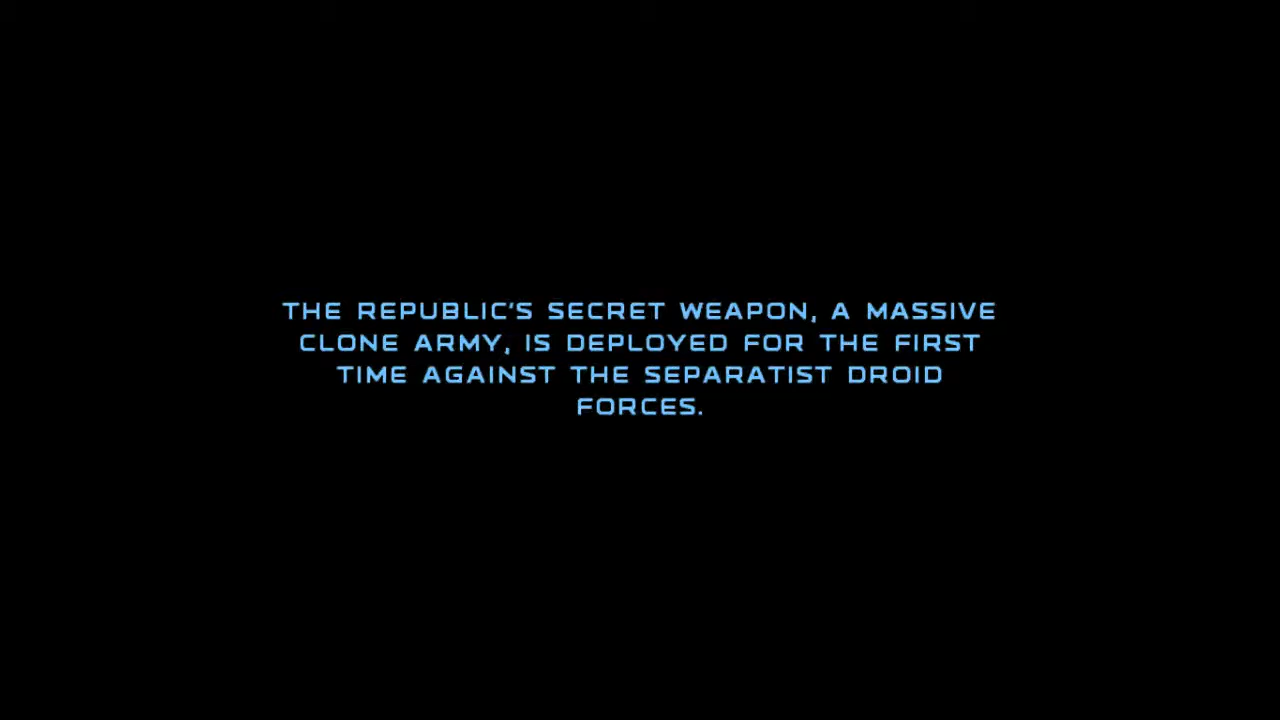 THE REPUBLIC'S SECRET WEAPON, A MASSIVE
CLONE ARMY, IS DEPLOYED FOR THE FIRST
TIME AGAINST THE SEPARATIST DROID
FORCES.